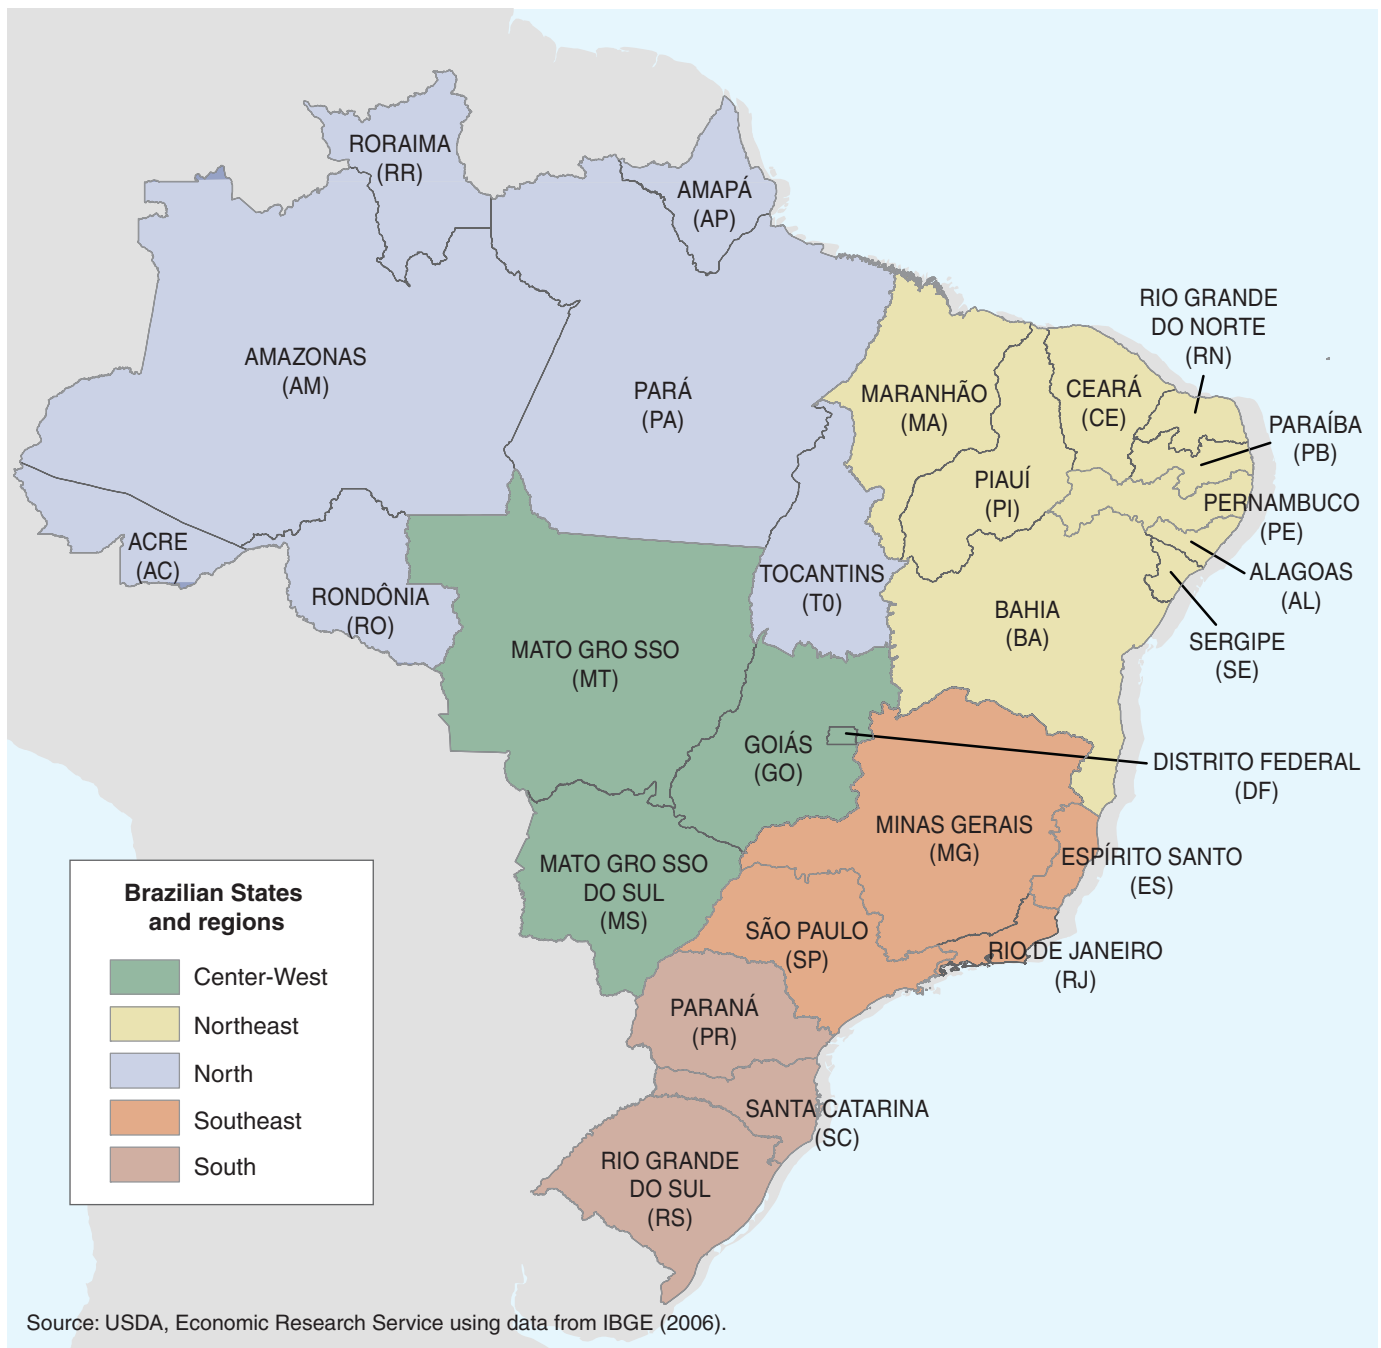 RORAIMA
(RR)
AMAPÁ
(AP)
RIO GRANDE
DO NORTE
(RN)
AMAZONAS
(AM)
PARÁ
(PA)
MARANHÃO
(MA)
CEARÁ
(CE)
PARAÍBA
(PB)
PIAUÍ
(PI)
PERNAMBUCO
(PE)
ACRE
(AC)
RONDÔNIA
(RO)
TOCANTINS
(T0)
ALAGOAS
(AL)
BAHIA
(BA)
SERGIPE
(SE)
MATO GRO SSO
(MT)
GOIÁS
(GO)
DISTRITO FEDERAL
(DF)
MINAS GERAIS
(MG)
ESPÍRITO SANTO
(ES)
MATO GRO SSO
DO SUL
(MS)
SÃO PAULO
(SP)
RIO DE JANEIRO
(RJ)
PARANÁ
(PR)
SANTA CATARINA
(SC)
RIO GRANDE
DO SUL
(RS)
Brazilian States
and regions
Center-West
Northeast
North
Southeast
South
Source: USDA, Economic Research Service using data from IBGE (2006).